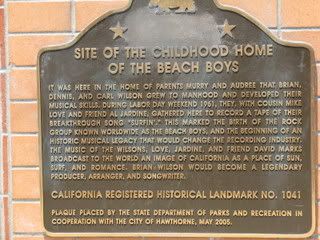 SITE OF THE CHILDHOOD HOME
OF THE BEACH BOYS
IT WAS HERE IN THE HOME OF PARENTS MURRY AND AUDREE THAT BRIAN,
DENNIS, AND CARL WILSON GREW TO MANHOOD AND DEVELOPED THEIR
MUSICAL SKILLS. DURING LABOR DAY WEEKEND 1961, THEY, WITH COUSIN MIKE
LOVE AND FRIEND AL JARDINE, GATHERED HERE TO RECORD A TAPE OF THEIR
BREAKTHROUGH SONG "SURFIN." THIS MARKED THE BIRTH OF THE ROCK
GROUP KNOWN WORLDWIDE AS THE BEACH BOYS, AND THE BEGINNING OF AN
HISTORIC MUSICAL LEGACY THAT WOULD CHANGE THE RECORDING INDUSTRY.
THE MUSIC OF THE WILSONS, LOVE, JARDINE, AND FRIEND DAVID MARKS
BROADCAST TO THE WORLD AN IMAGE OF CALIFORNIA AS A PLACE OF SUN,
SURF, AND ROMANCE. BRIAN WILSON WOULD BECOME A LEGENDARY
PRODUCER, ARRANGER, AND SONGWRITER.
CALIFORNIA REGISTERED HISTORICAL LANDMARK NO. 1041
PLAQUE PLACED BY THE STATE DEPARTMENT OF PARKS AND RECREATION IN
COOPERATION WITH THE CITY OF HAWTHORNE, MAY 2005.